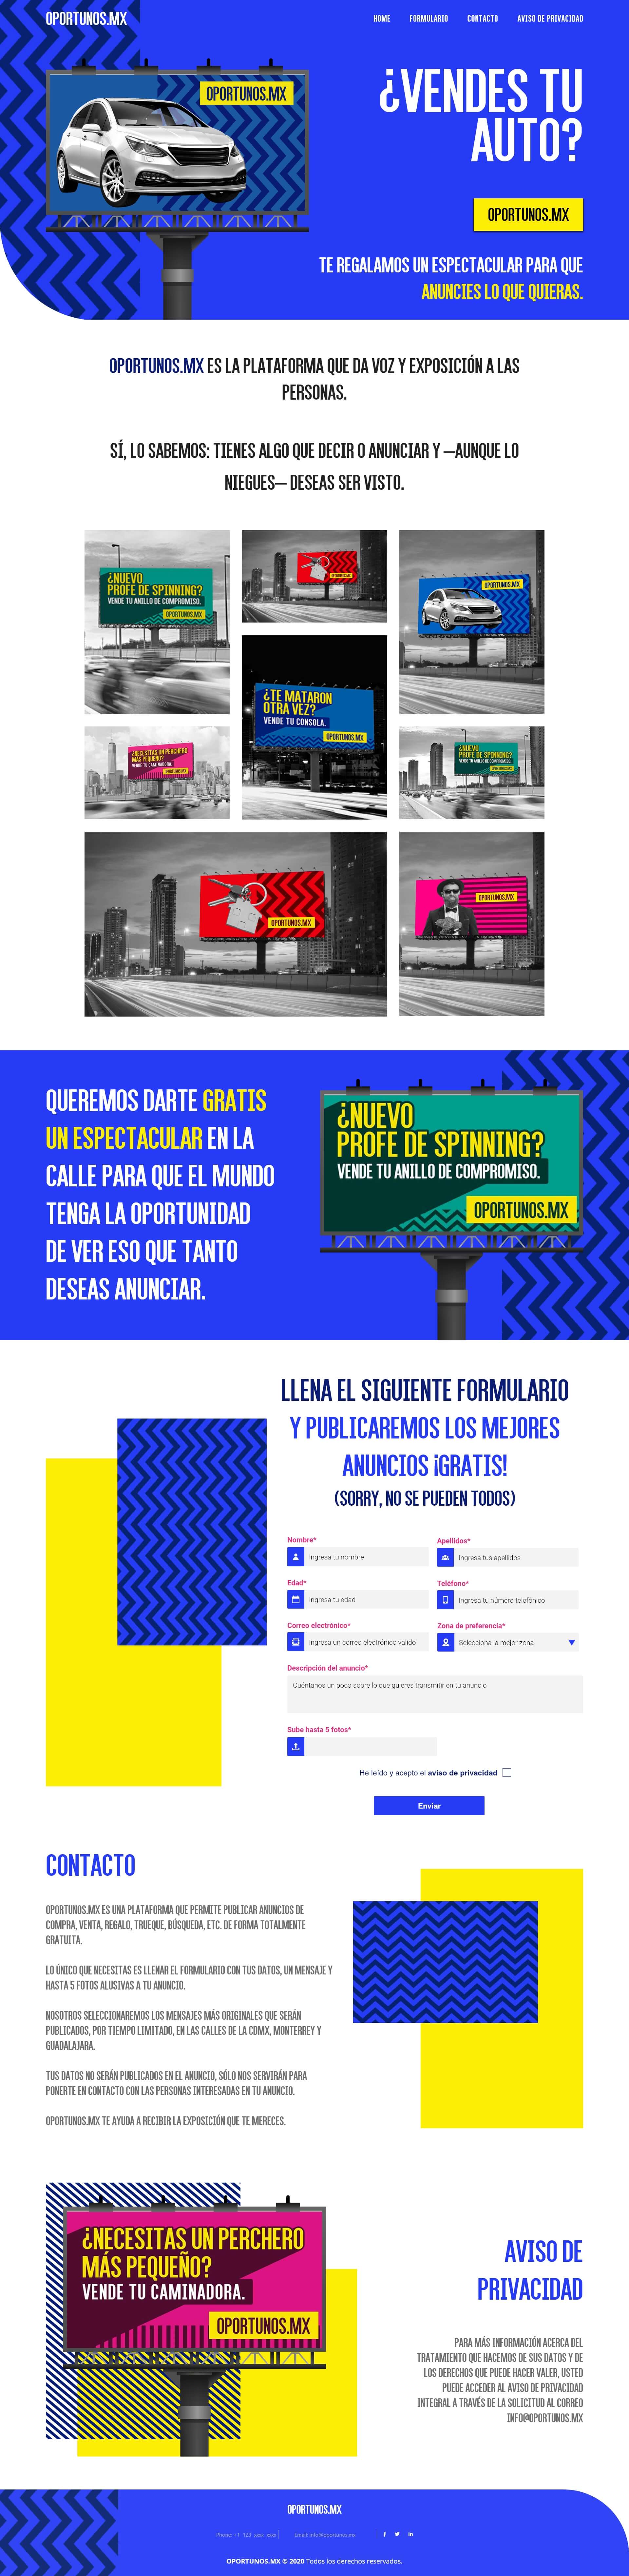 OPORTUNOS.MX
HOME FORMULARIO CONTACTO AVISO DE PRIVACIDAD
OPORTUNOS.MX
¿VENDES TU
AUTO?
OPORTUNOS.MX
TE REGALAMOS UN ESPECTACULAR PARA QUE
ANUNCIES LO QUE QUIERAS.
OPORTUNOS.MX ES LA PLATAFORMA QUE DA VOZ Y EXPOSICIÓN A LAS
PERSONAS.
SÍ, LO SABEMOS: TIENES ALGO QUE DECIR O ANUNCIAR Y —AUNQUE LO
NIEGUES— DESEAS SER VISTO.
¿NUEVO
PROFE DE SPINNING?
VENDE TU ANILLO DE COMPROMISO.
OPORTUNOS.MX
OPORTUNOS.MX
OPORTUNOS.MX
¿TE MATARON
OTRA VEZ?
VENDE TU CONSOLA.
OPORTUNOS.MX
¿NECESITAS UN PERCHERO
MÁS PEQUEÑO?
VENDE TU CAMINADORA.
OPORTUNOS.MX
¿NUEVO
PROFE DE SPINNING?
VENDE TU ANILLO DE COMPROMISO.
OPORTUNOS.MX
OPORTUNOS.MX
OPORTUNOS.MX
QUEREMOS DARTE GRATIS
UN ESPECTACULAR EN LA
CALLE PARA QUE EL MUNDO
TENGA LA OPORTUNIDAD
DE VER ESO QUE TANTO
DESEAS ANUNCIAR.
¿NUEVO
PROFE DE SPINNING?
VENDE TU ANILLO DE COMPROMISO.
OPORTUNOS.MX
LLENA EL SIGUIENTE FORMULARIO
Y PUBLICAREMOS LOS MEJORES
ANUNCIOS ¡GRATIS!
(SORRY, NO SE PUEDEN TODOS)
Nombre* Apellidos*
Ingresa tu nombre Ingresa tus apellidos
Edad* Teléfono*
Ingresa tu edad Ingresa tu número telefónico
Correo electrónico* Zona de preferencia*
Ingresa un correo electrónico valido Selecciona la mejor zona
Descripción del anuncio*
Cuéntanos un poco sobre lo que quieres transmitir en tu anuncio
Sube hasta 5 fotos*
He leído y acepto el aviso de privacidad
Enviar
CONTACTO
OPORTUNOS.MX ES UNA PLATAFORMA QUE PERMITE PUBLICAR ANUNCIOS DE
COMPRA, VENTA, REGALO, TRUEQUE, BÚSQUEDA, ETC. DE FORMA TOTALMENTE
GRATUITA.
LO ÚNICO QUE NECESITAS ES LLENAR EL FORMULARIO CON TUS DATOS, UN MENSAJE Y
HASTA 5 FOTOS ALUSIVAS A TU ANUNCIO.
NOSOTROS SELECCIONAREMOS LOS MENSAJES MÁS ORIGINALES QUE SERÁN
PUBLICADOS, POR TIEMPO LIMITADO, EN LAS CALLES DE LA CDMX, MONTERREY Y
GUADALAJARA.
TUS DATOS NO SERÁN PUBLICADOS EN EL ANUNCIO, SÓLO NOS SERVIRÁN PARA
PONERTE EN CONTACTO CON LAS PERSONAS INTERESADAS EN TU ANUNCIO.
OPORTUNOS.MX TE AYUDA A RECIBIR LA EXPOSICIÓN QUE TE MERECES.
¿NECESITAS UN PERCHERO
MÁS PEQUEÑO?
VENDE TU CAMINADORA.
OPORTUNOS.MX
AVISO DE
PRIVACIDAD
PARA MÁS INFORMACIÓN ACERCA DEL
TRATAMIENTO QUE HACEMOS DE SUS DATOS Y DE
LOS DERECHOS QUE PUEDE HACER VALER, USTED
PUEDE ACCEDER AL AVISO DE PRIVACIDAD
INTEGRAL A TRAVÉS DE LA SOLICITUD AL CORREO
INFO@OPORTUNOS.MX
OPORTUNOS.MX
Phone: +1 123 xxxx xxxx Email: info@oportunos.mx
OPORTUNOS.MX © 2020 Todos los derechos reservados.